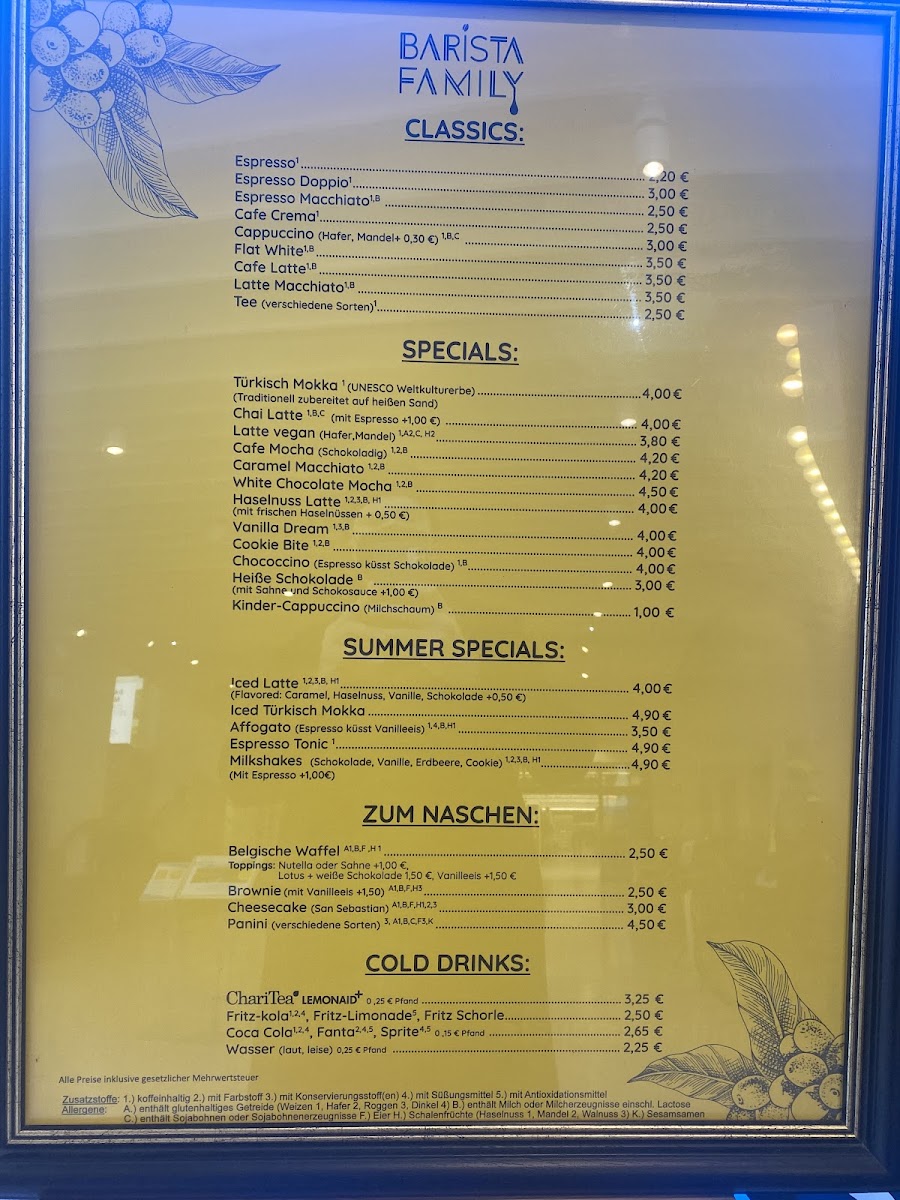 BARISTA
FAMILY
CLASSICS:
Espresso¹ 2,20 €
Espresso Doppio¹ 3,00 €
Espresso Macchiato¹,ᴮ 2,50 €
Cafe Crema¹ 2,50 €
Cappuccino (Hafer, Mandel+ 0,30 €) 1,B,C 3,00 €
Flat White1,B 3,50 €
Cafe Latte1,B 3,50 €
Latte Macchiato1,B 3,50 €
Tee (verschiedene Sorten)¹ 2,50 €
SPECIALS:
Türkisch Mokka ¹ (UNESCO Weltkulturerbe) 4,00 €
(Traditionell zubereitet auf heißen Sand)
Chai Latte 1,B,C (mit Espresso +1,00 €) 4,00 €
Latte vegan (Hafer,Mandel) 1,A2,C, H2 3,80 €
Cafe Mocha (Schokoladig) 1,2,B 4,20 €
Caramel Macchiato 1,2,B 4,20 €
White Chocolate Mocha 1,2,B 4,50 €
Haselnuss Latte 1,2,3,B, H1 4,00 €
(mit frischen Haselnüssen + 0,50 €)
Vanilla Dream 1,3,B 4,00 €
Cookie Bite 1,2,B 4,00 €
Chococcino (Espresso küsst Schokolade) 1,B 4,00 €
Heiße Schokolade B 3,00 €
(mit Sahne und Schokosauce +1,00 €)
Kinder-Cappuccino (Milchschaum) B 1,00 €
SUMMER SPECIALS:
Iced Latte 1,2,3,B, H1 4,00 €
(Flavored: Caramel, Haselnuss, Vanille, Schokolade +0,50 €)
Iced Türkisch Mokka 4,90 €
Affogato (Espresso küsst Vanilleeis) 1,4,B,H1 3,50 €
Espresso Tonic ¹ 4,90 €
Milkshakes (Schokolade, Vanille, Erdbeere, Cookie) 1,2,3,B, H1 4,90 €
(Mit Espresso +1,00€)
ZUM NASCHEN:
Belgische Waffel A1,B,F ,H 1 2,50 €
Toppings: Nutella oder Sahne +1,00 €,
Lotus + weiße Schokolade 1,50 €, Vanilleeis +1,50 €
Brownie (mit Vanilleeis +1,50) A1,B,F,H3 2,50 €
Cheesecake (San Sebastian) A1,B,F,H1,2,3 3,00 €
Panini (verschiedene Sorten) 3, A1,B,C,F3,K 4,50 €
COLD DRINKS:
ChariTea LEMONAID+ 0,25 € Pfand 3,25 €
Fritz-kola1,2,4, Fritz-Limonade5, Fritz Schorle 2,50 €
Coca Cola1,2,4, Fanta2,4,5, Sprite4,5 0,15 € Pfand 2,65 €
Wasser (laut, leise) 0,25 € Pfand 2,25 €
Alle Preise inklusive gesetzlicher Mehrwertsteuer
Zusatzstoffe: 1.) koffeinhaltig 2.) mit Farbstoff 3.) mit Konservierungsstoff(en) 4.) mit Süßungsmittel 5.) mit Antioxidationsmittel
Allergene: A.) enthält glutenhaltiges Getreide (Weizen 1, Hafer 2, Roggen 3, Dinkel 4) B.) enthält Milch oder Milcherzeugnisse einschl. Lactose
C.) enthält Sojabohnen oder Sojabohnenerzeugnisse F.) Eier H.) Schalenfrüchte (Haselnuss 1, Mandel 2, Walnuss 3) K.) Sesamsamen